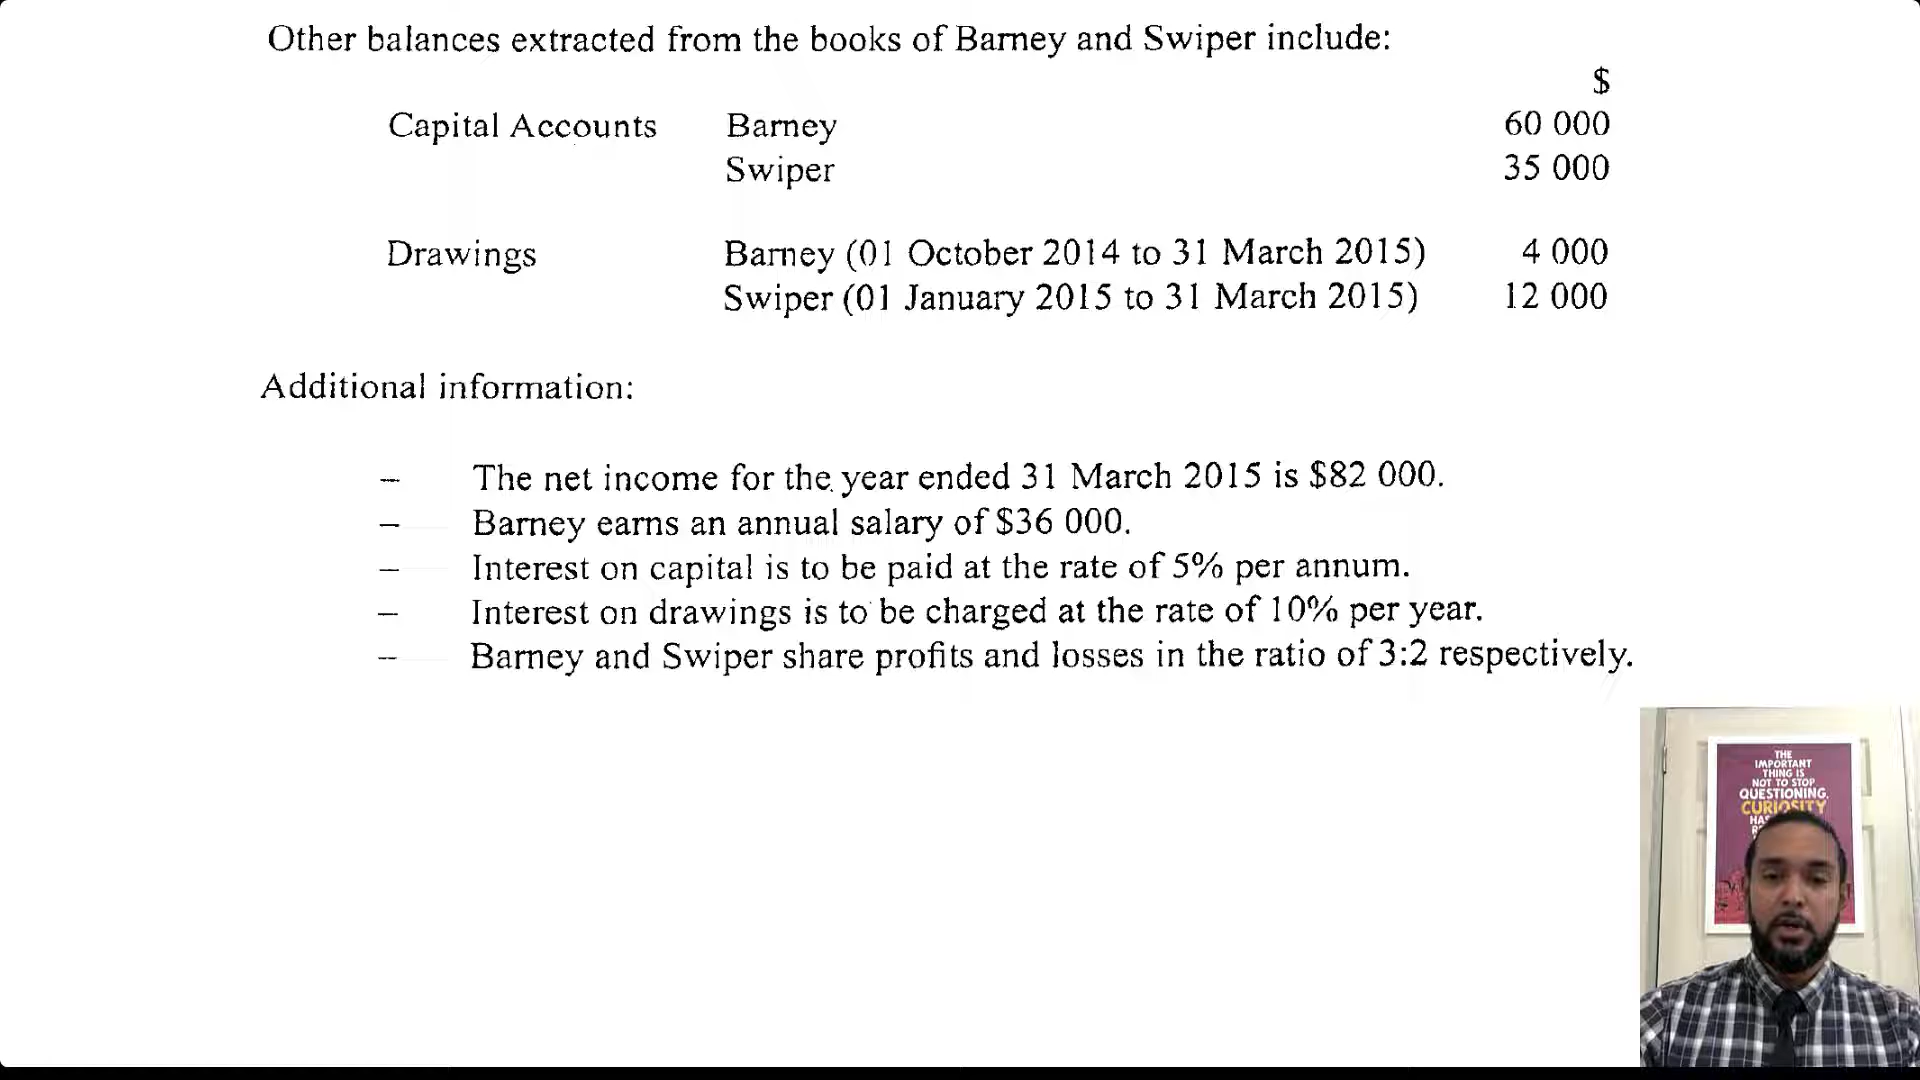 Other balances extracted from the books of Barney and Swiper include:
$
Capital Accounts Barney 60 000
Swiper 35 000
Drawings Barney (01 October 2014 to 31 March 2015) 4 000
Swiper (01 January 2015 to 31 March 2015) 12 000
Additional information:
– The net income for the year ended 31 March 2015 is $82 000.
– Barney earns an annual salary of $36 000.
– Interest on capital is to be paid at the rate of 5% per annum.
– Interest on drawings is to be charged at the rate of 10% per year.
– Barney and Swiper share profits and losses in the ratio of 3:2 respectively.
THE
IMPORTANT
THING IS
NOT TO STOP
QUESTIONING.
CURIOSITY